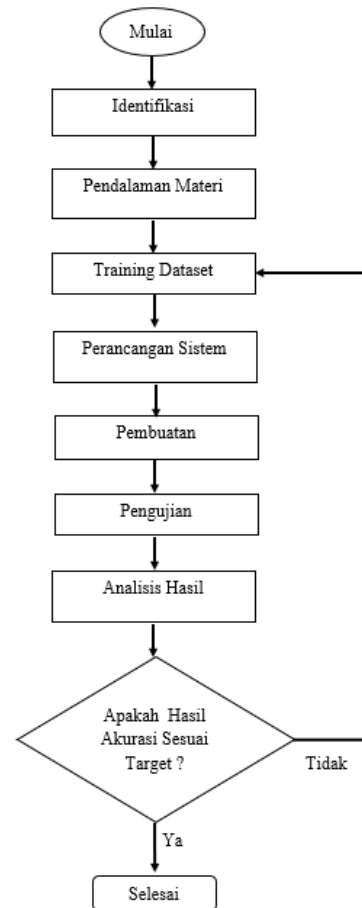 Mulai
Identifikasi
Pendalaman Materi
Training Dataset
Perancangan Sistem
Pembuatan
Pengujian
Analisis Hasil
Apakah Hasil
Akurasi Sesuai
Target ?
Tidak
Ya
Selesai